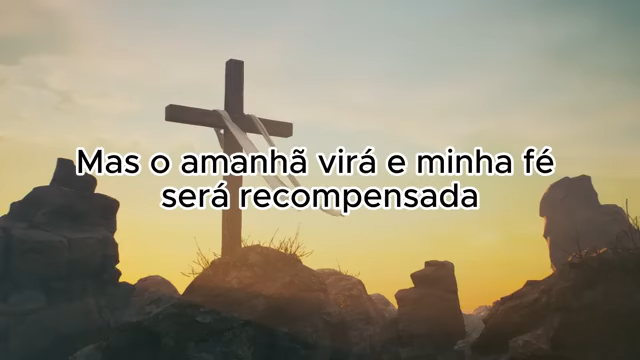 Mas o amanhã virá e minha fé
será recompensada